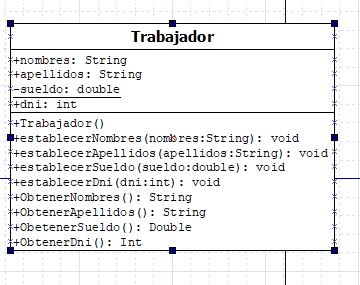 Trabajador
+nombres: String
+apellidos: String
-sueldo: double
+dni: int
+Trabajador()
+establecerNombres(nombres:String): void
+establecerApellidos(apellidos:String): void
+establecerSueldo(sueldo:double): void
+establecerDni(dni:int): void
+ObtenerNombres(): String
+ObtenerApellidos(): String
+ObetenerSueldo(): Double
+ObtenerDni(): Int